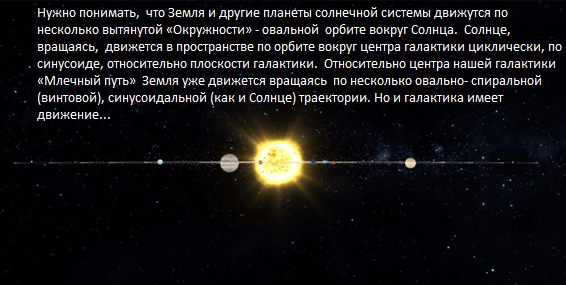 Нужно понимать, что Земля и другие планеты солнечной системы движутся по
несколько вытянутой «Окружности» - овальной орбите вокруг Солнца. Солнце,
вращаясь, движется в пространстве по орбите вокруг центра галактики циклически, по
синусоиде, относительно плоскости галактики. Относительно центра нашей галактики
«Млечный путь» Земля уже движется вращаясь по несколько овально- спиральной
(винтовой), синусоидальной (как и Солнце) траектории. Но и галактика имеет
движение...